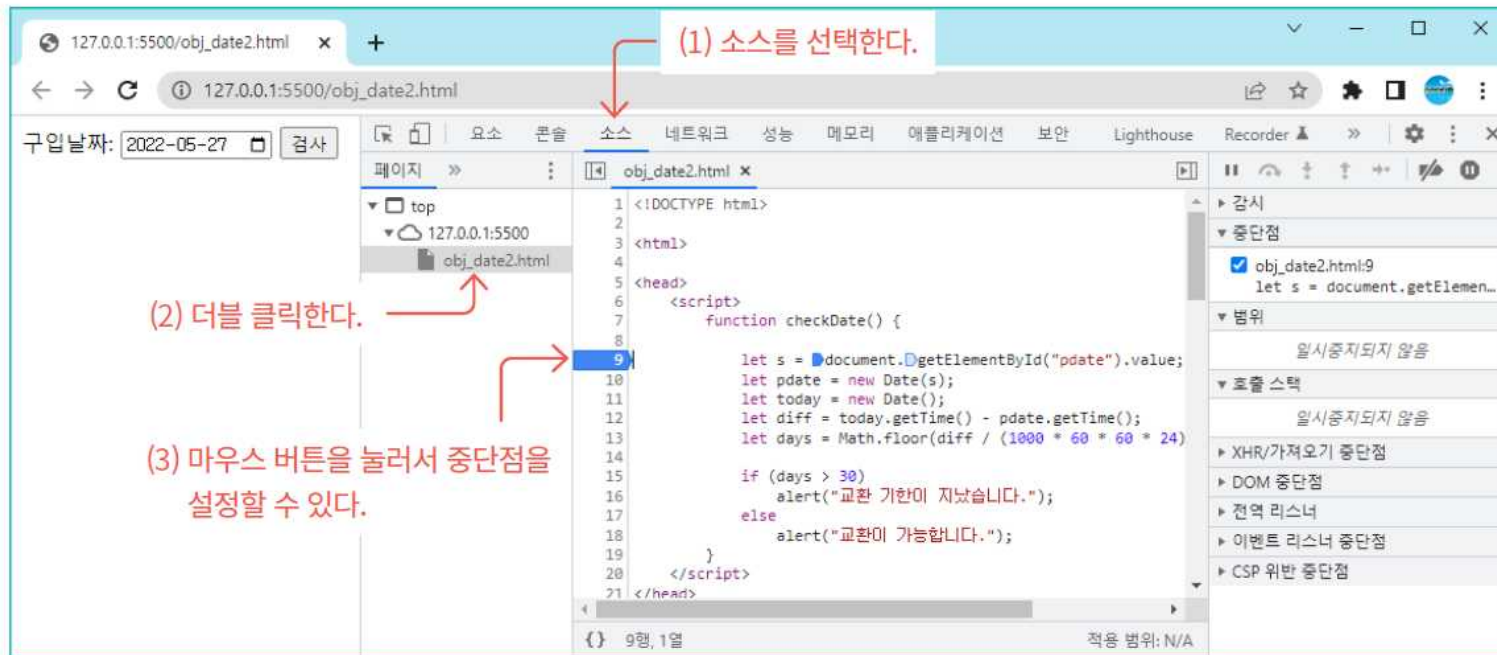 127.0.0.1:5500/obj_date2.html
(1) 소스를 선택한다.
127.0.0.1:5500/obj_date2.html
구입날짜: 2022-05-27 검사
요소 콘솔 소스 네트워크 성능 메모리 애플리케이션 보안 Lighthouse Recorder
페이지
obj_date2.html
top
127.0.0.1:5500
obj_date2.html
(2) 더블 클릭한다.
(3) 마우스 버튼을 눌러서 중단점을
설정할 수 있다.
1 <!DOCTYPE html>
2
3 <html>
4
5 <head>
6 <script>
7 function checkDate() {
8
9 let s = document.getElementById("pdate").value;
10 let pdate = new Date(s);
11 let today = new Date();
12 let diff = today.getTime() - pdate.getTime();
13 let days = Math.floor(diff / (1000 * 60 * 60 * 24)
14
15 if (days > 30)
16 alert("교환 기한이 지났습니다.");
17 else
18 alert("교환이 가능합니다.");
19 }
20 </script>
21 </head>
{} 9행, 1열
적용 범위: N/A
감시
중단점
obj_date2.html:9
let s = document.getElemen…
범위
일시중지되지 않음
호출 스택
일시중지되지 않음
XHR/가져오기 중단점
DOM 중단점
전역 리스너
이벤트 리스너 중단점
CSP 위반 중단점